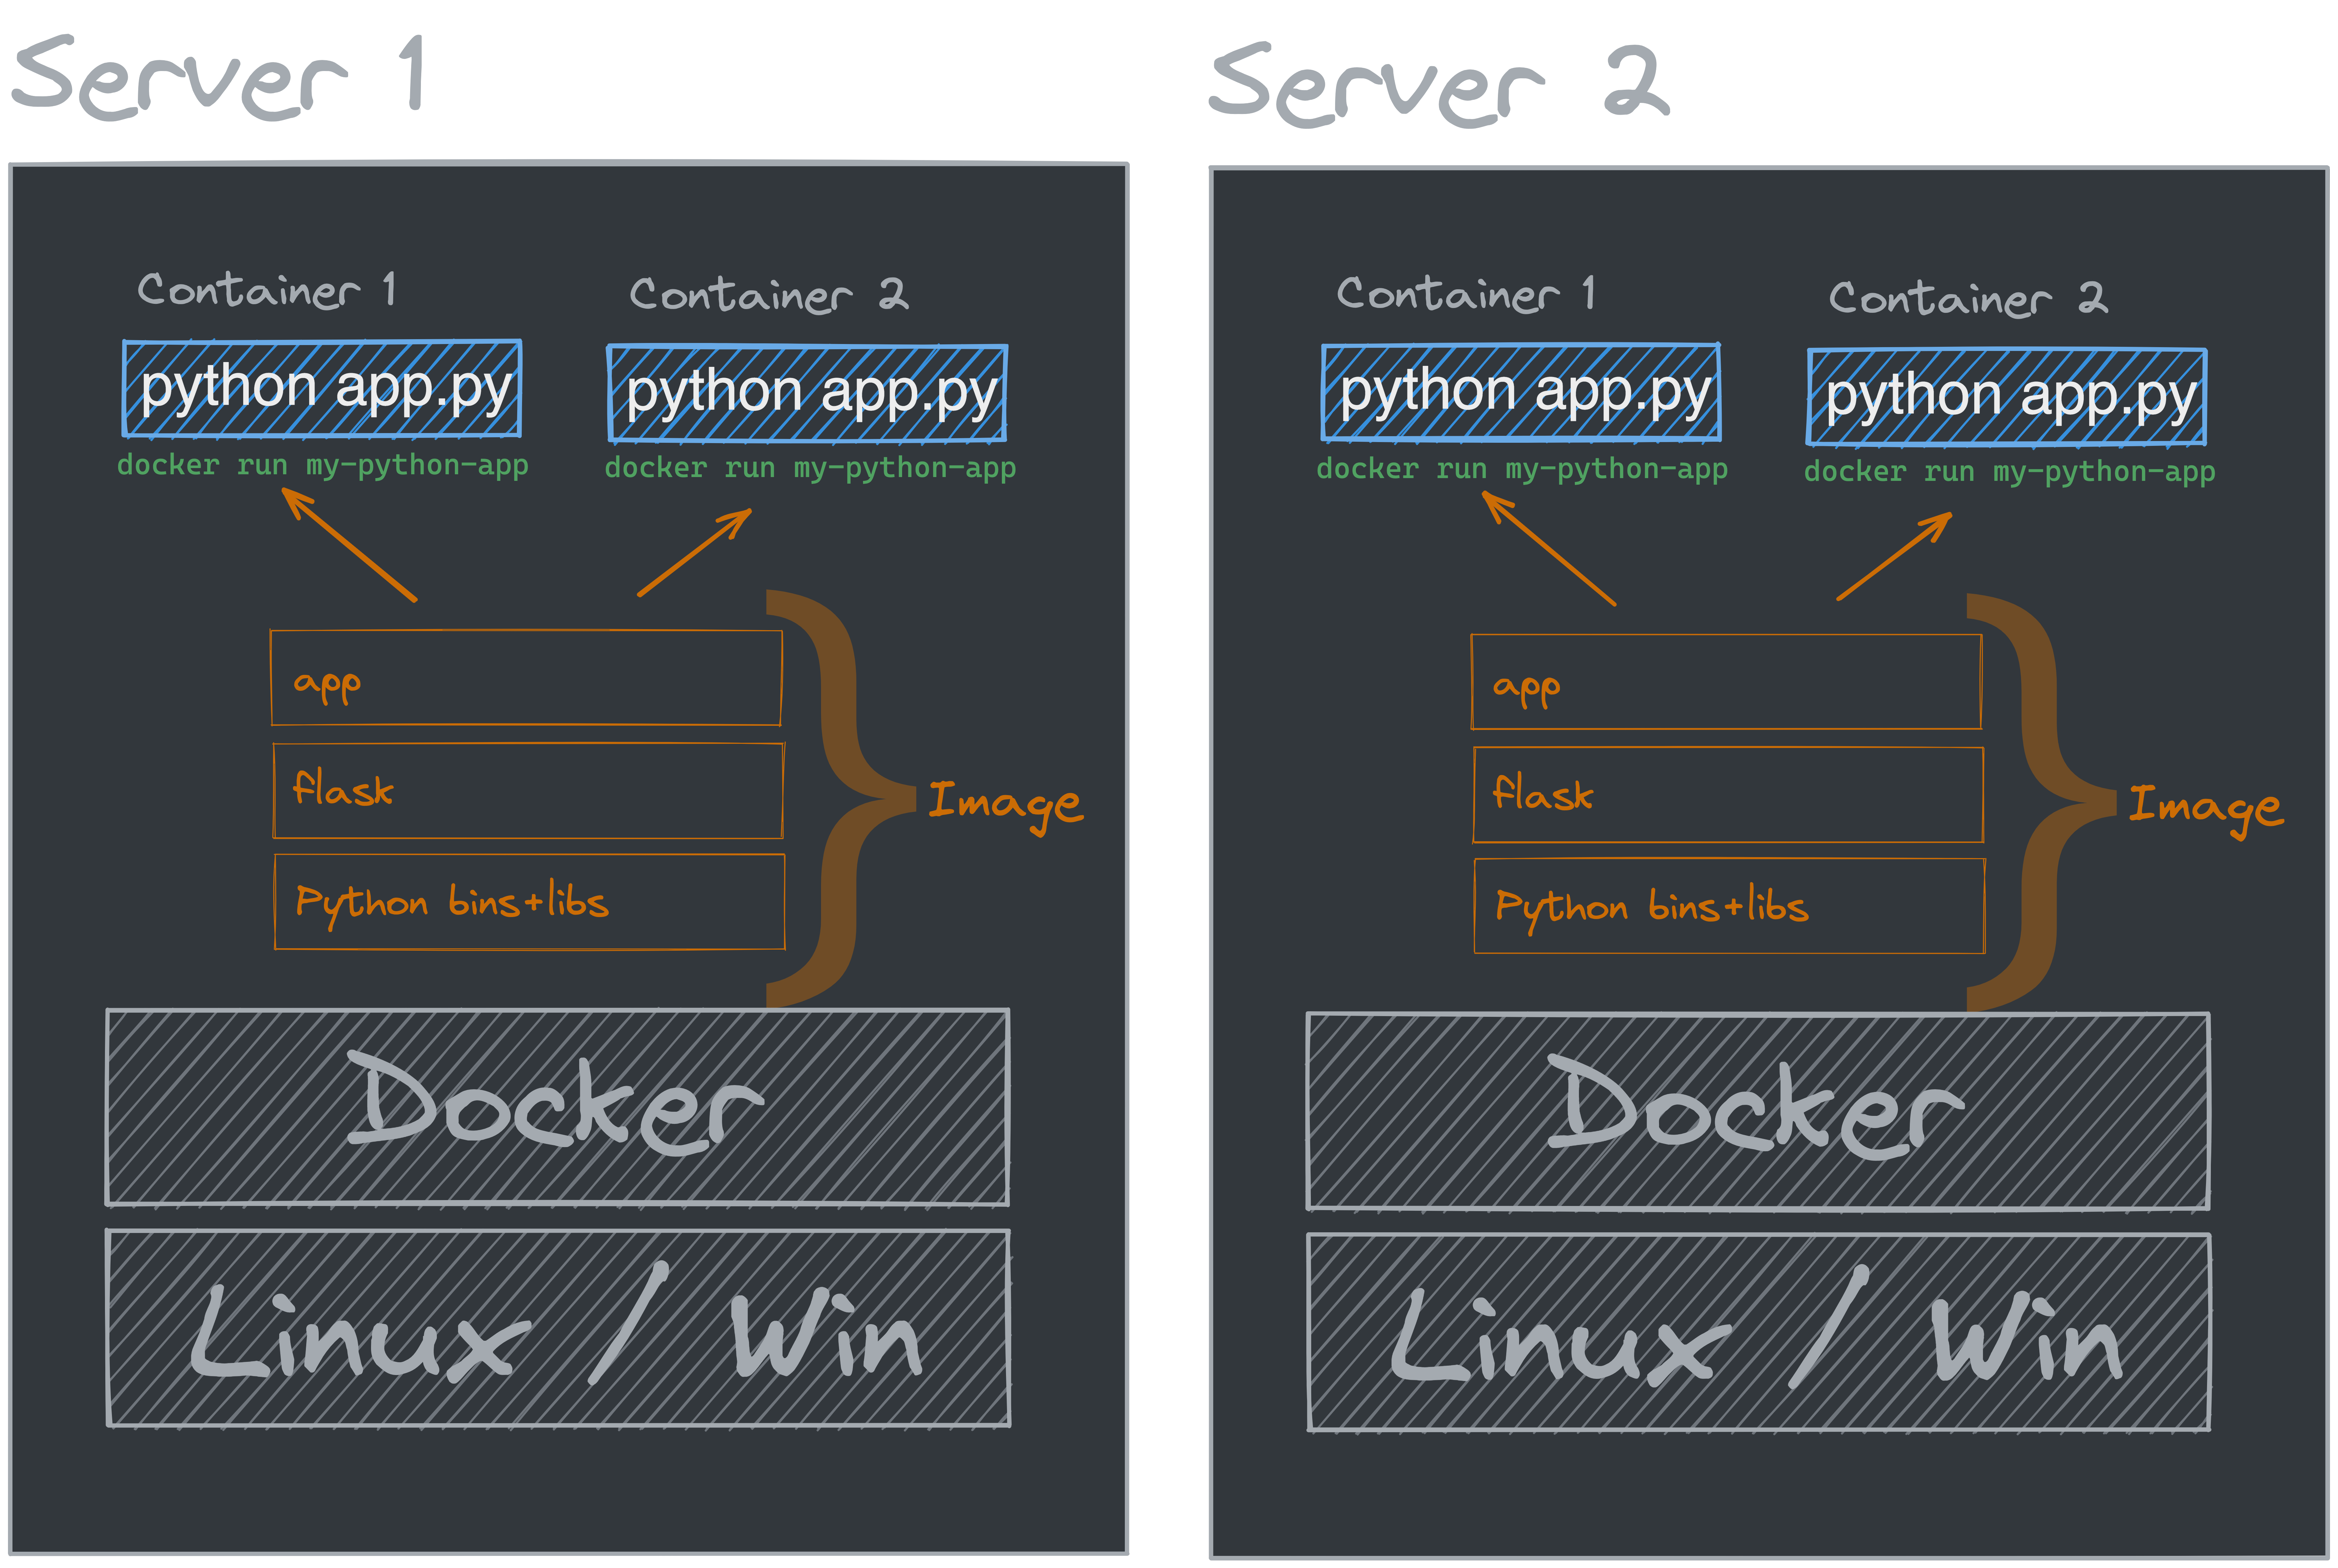 Server 1
Container 1
Container 2
python app.py
python app.py
docker run my-python-app
docker run my-python-app
app
flask
Python bins+libs
Image
Docker
Linux / Win
Server 2
Container 1
Container 2
python app.py
python app.py
docker run my-python-app
docker run my-python-app
app
flask
Python bins+libs
Image
Docker
Linux / Win